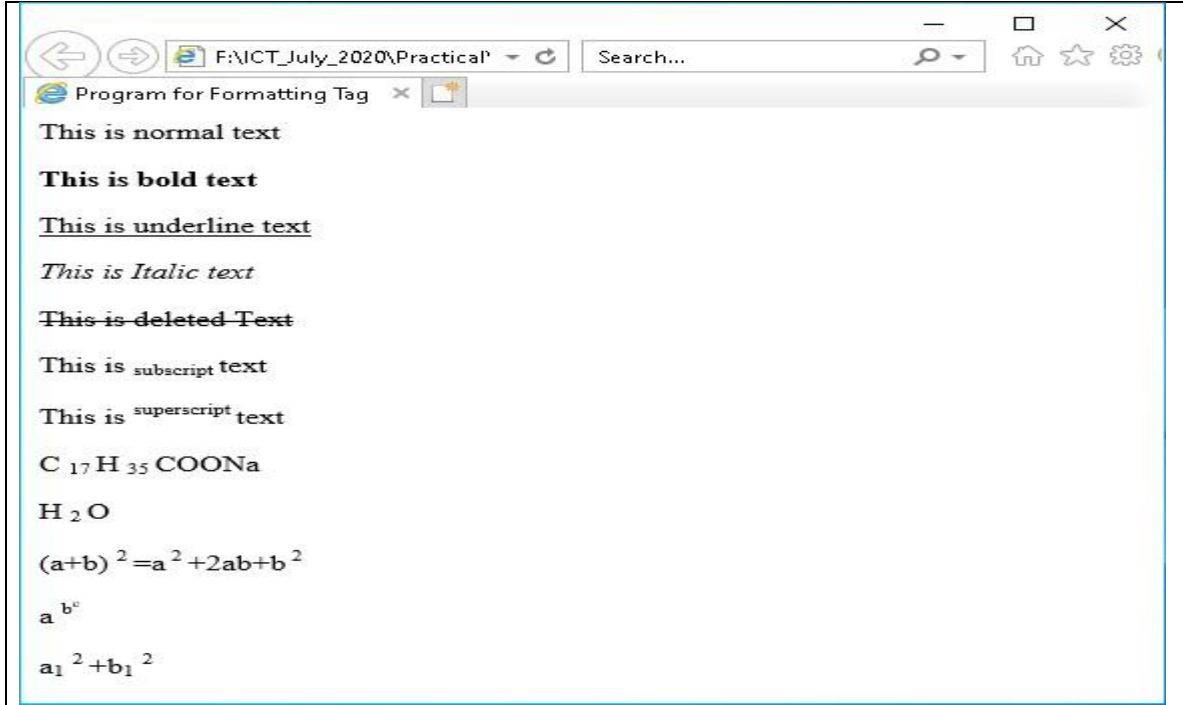 F:\ICT_July_2020\Practical\ Search...
Program for Formatting Tag
This is normal text
This is bold text
This is underline text
This is Italic text
This is deleted Text
This is subscript text
This is superscript text
C 17 H 35 COONa
H 2 O
(a+b) 2 =a 2 +2ab+b 2
a b c
a1 2 +b1 2